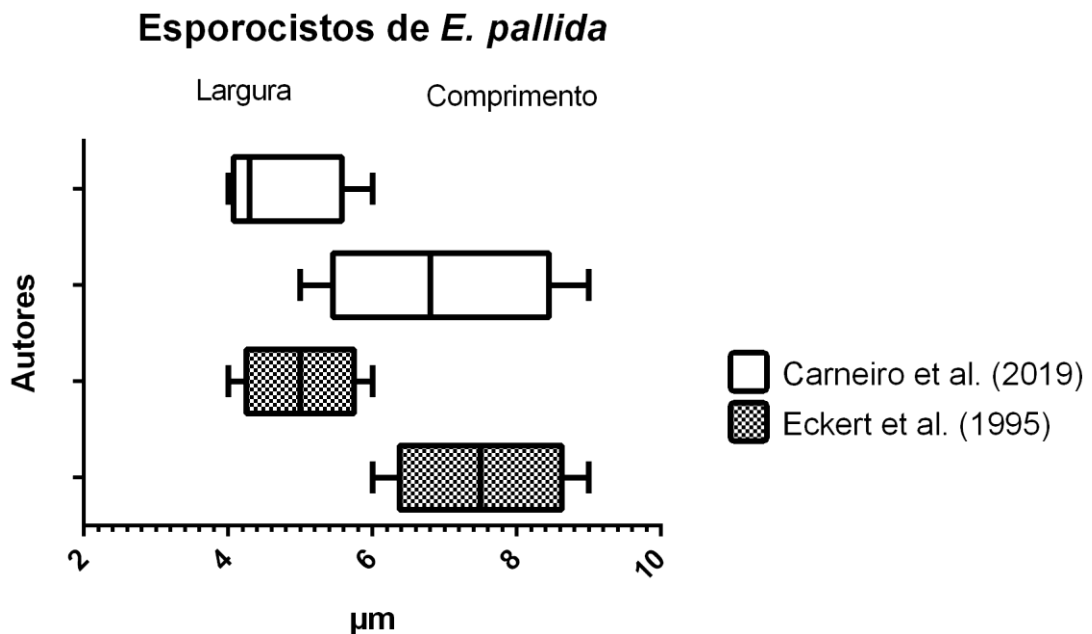 Esporocistos de E. pallida
Largura
Comprimento
Autores
Carneiro et al. (2019)
Eckert et al. (1995)
2
4
6
8
10
µm